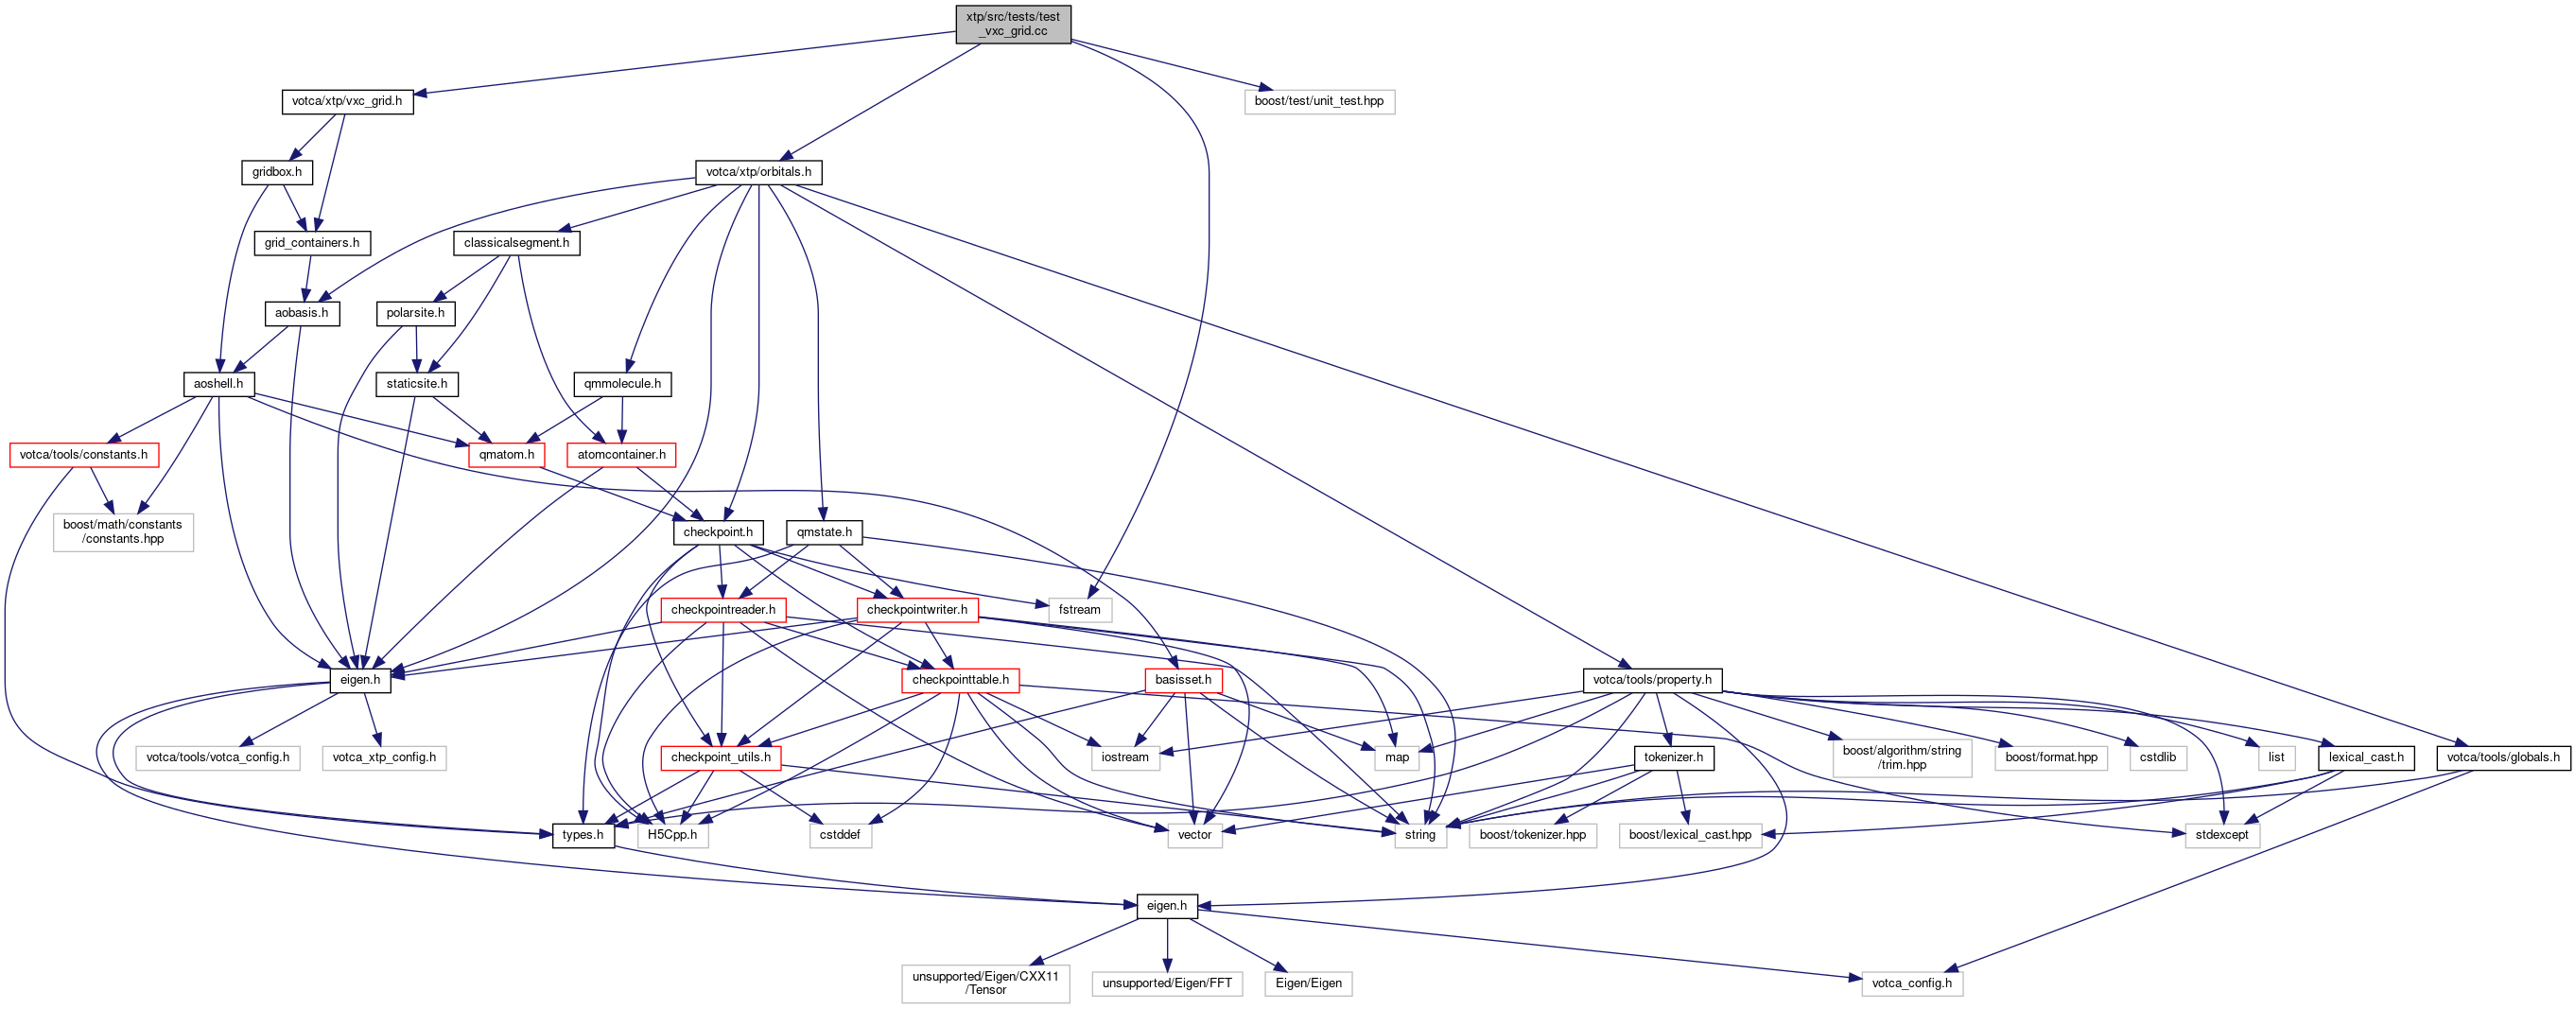 xtp/src/tests/test
_vxc_grid.cc
votca/xtp/vxc_grid.h
boost/test/unit_test.hpp
gridbox.h
votca/xtp/orbitals.h
grid_containers.h
classicalsegment.h
aobasis.h
polarsite.h
aoshell.h
staticsite.h
qmmolecule.h
votca/tools/constants.h
qmatom.h
atomcontainer.h
boost/math/constants
/constants.hpp
checkpoint.h
qmstate.h
checkpointreader.h
checkpointwriter.h
fstream
eigen.h
checkpointtable.h
basisset.h
votca/tools/property.h
votca/tools/votca_config.h
votca_xtp_config.h
checkpoint_utils.h
iostream
map
tokenizer.h
boost/algorithm/string
/trim.hpp
boost/format.hpp
cstdlib
list
lexical_cast.h
votca/tools/globals.h
types.h
H5Cpp.h
cstddef
vector
string
boost/tokenizer.hpp
boost/lexical_cast.hpp
stdexcept
eigen.h
unsupported/Eigen/CXX11
/Tensor
unsupported/Eigen/FFT
Eigen/Eigen
votca_config.h